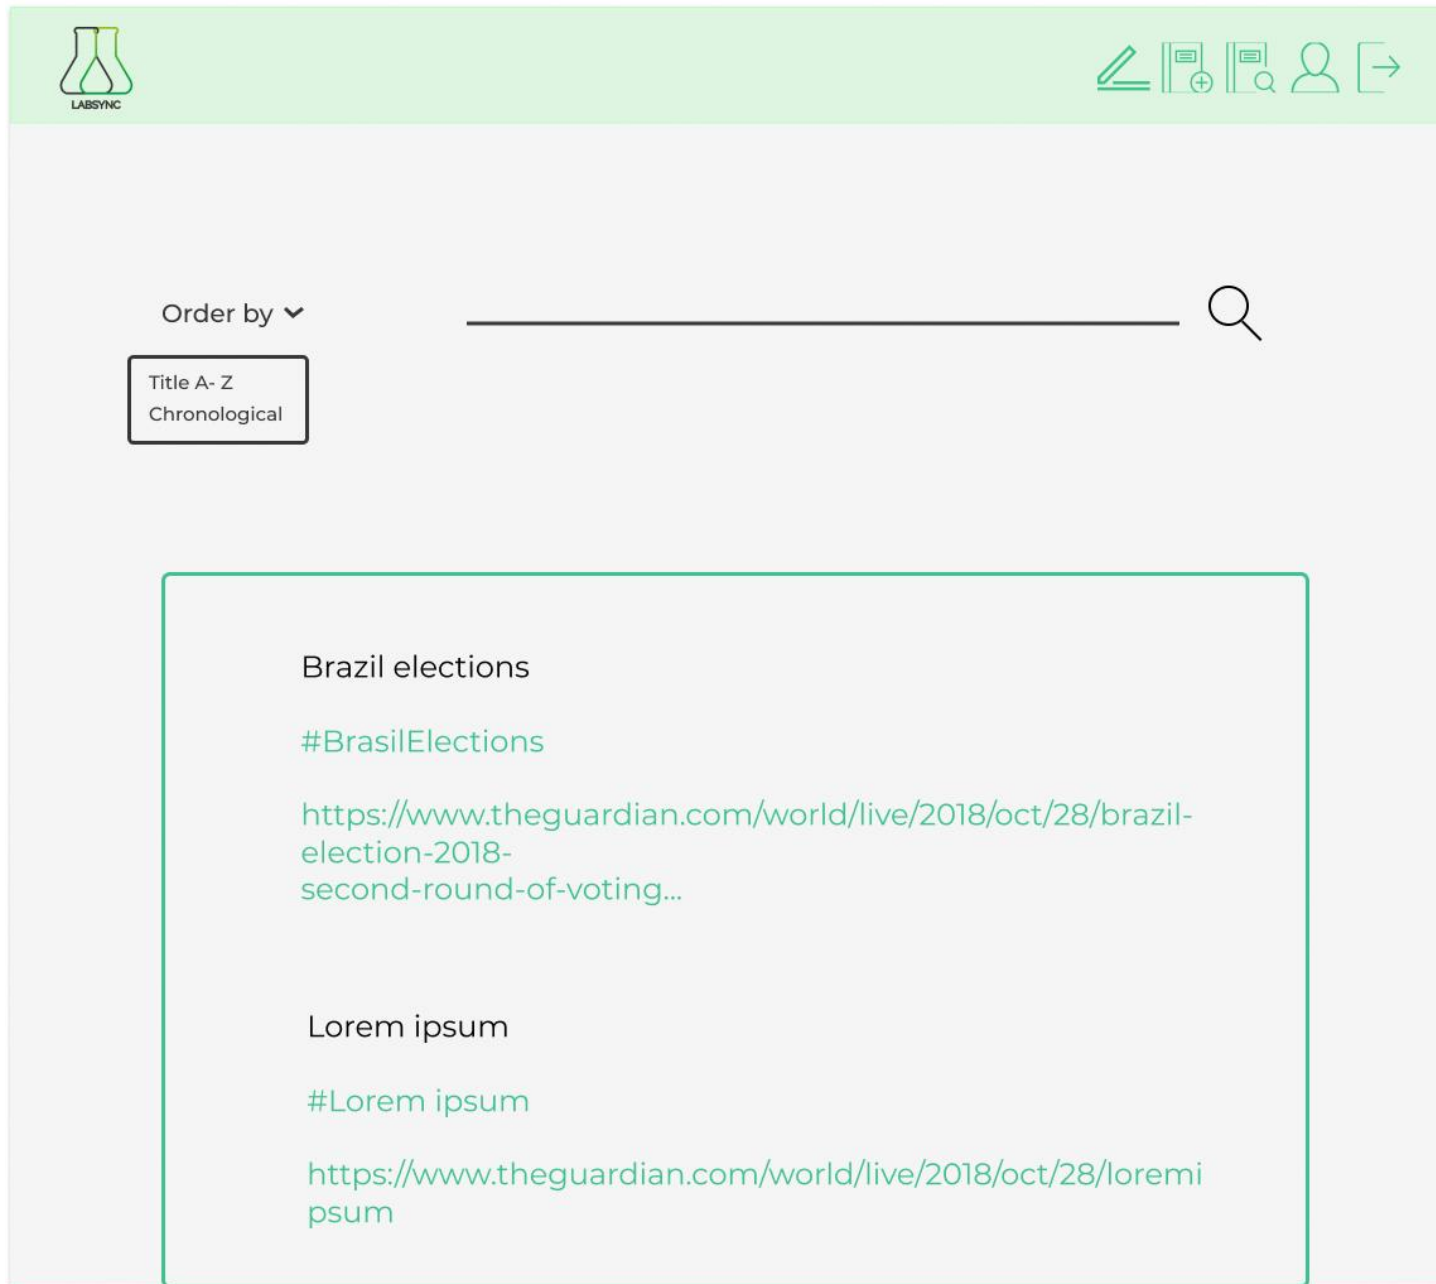 LABSYNC
Order by
Title A- Z
Chronological
Brazil elections
#BrasilElections
https://www.theguardian.com/world/live/2018/oct/28/brazil-
election-2018-
second-round-of-voting...
Lorem ipsum
#Lorem ipsum
https://www.theguardian.com/world/live/2018/oct/28/loremi
psum